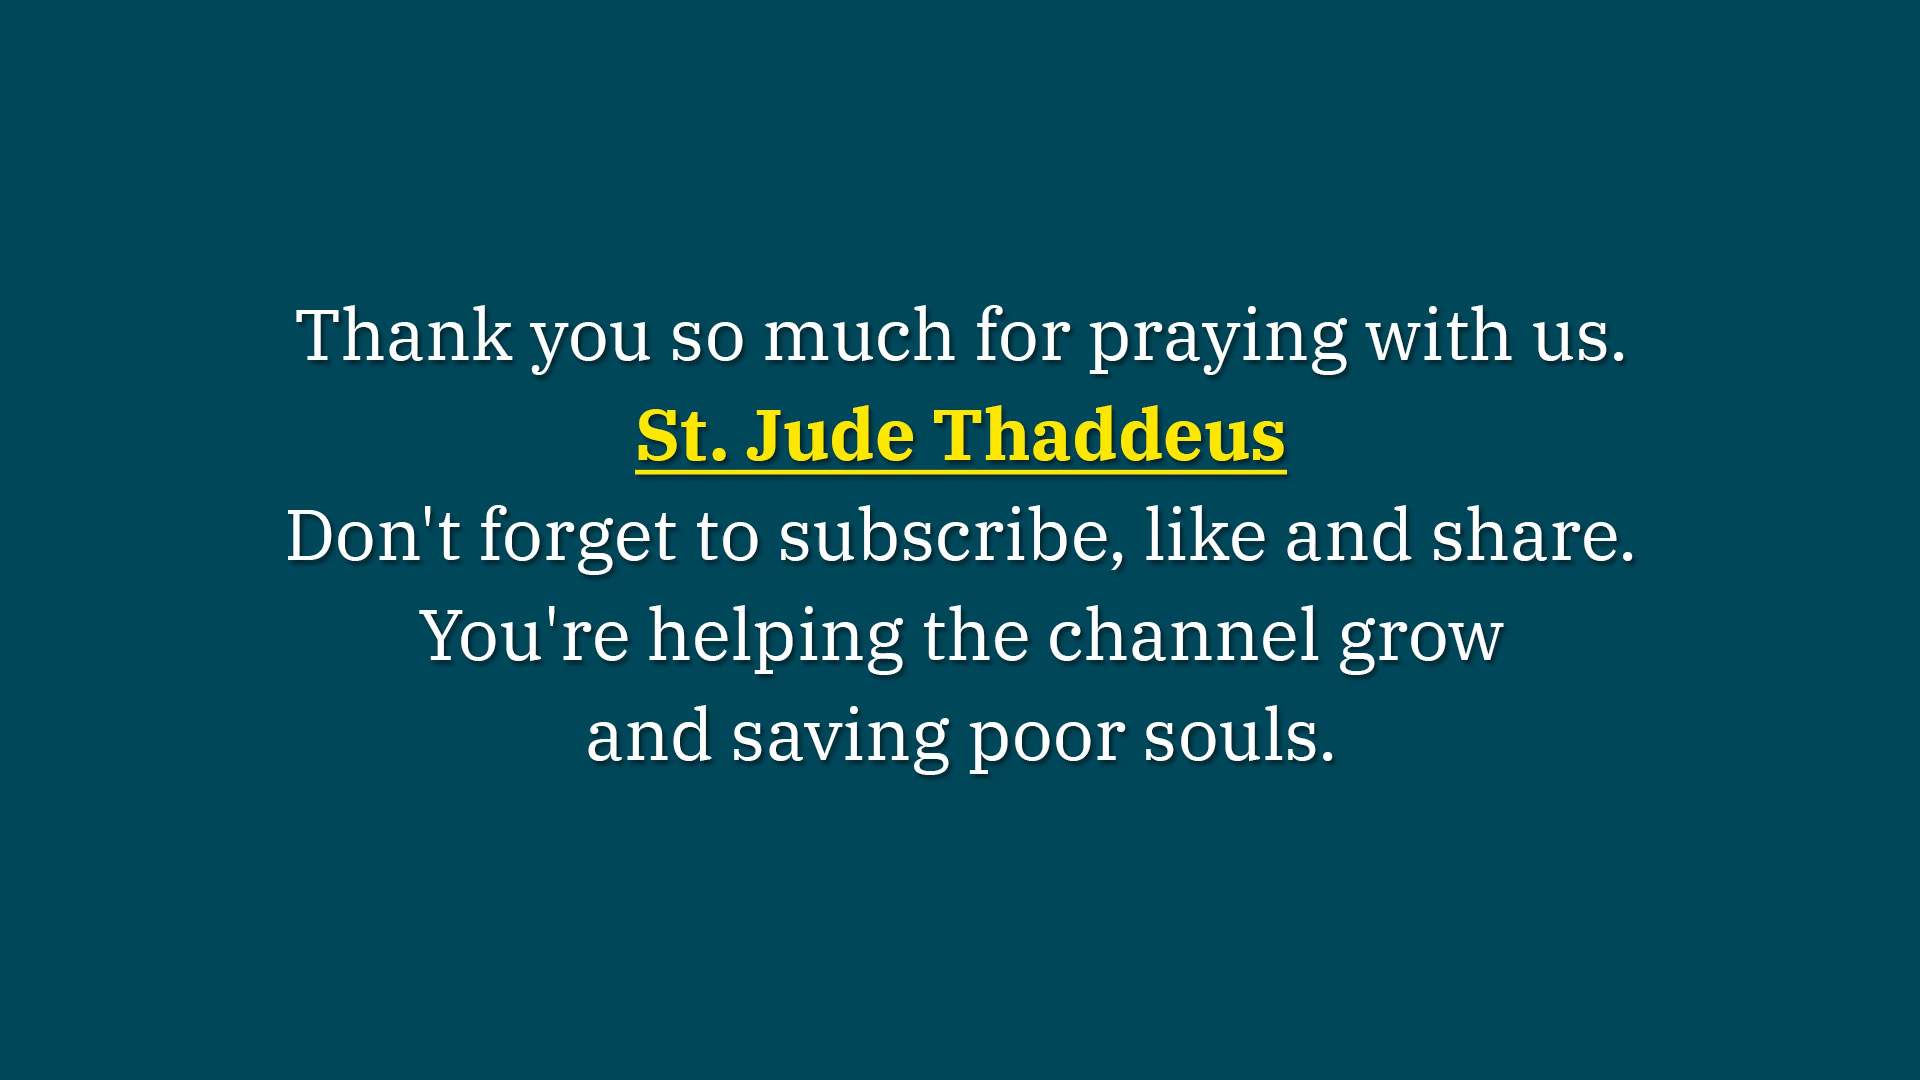 Thank you so much for praying with us.
St. Jude Thaddeus
Don't forget to subscribe, like and share.
You're helping the channel grow
and saving poor souls.